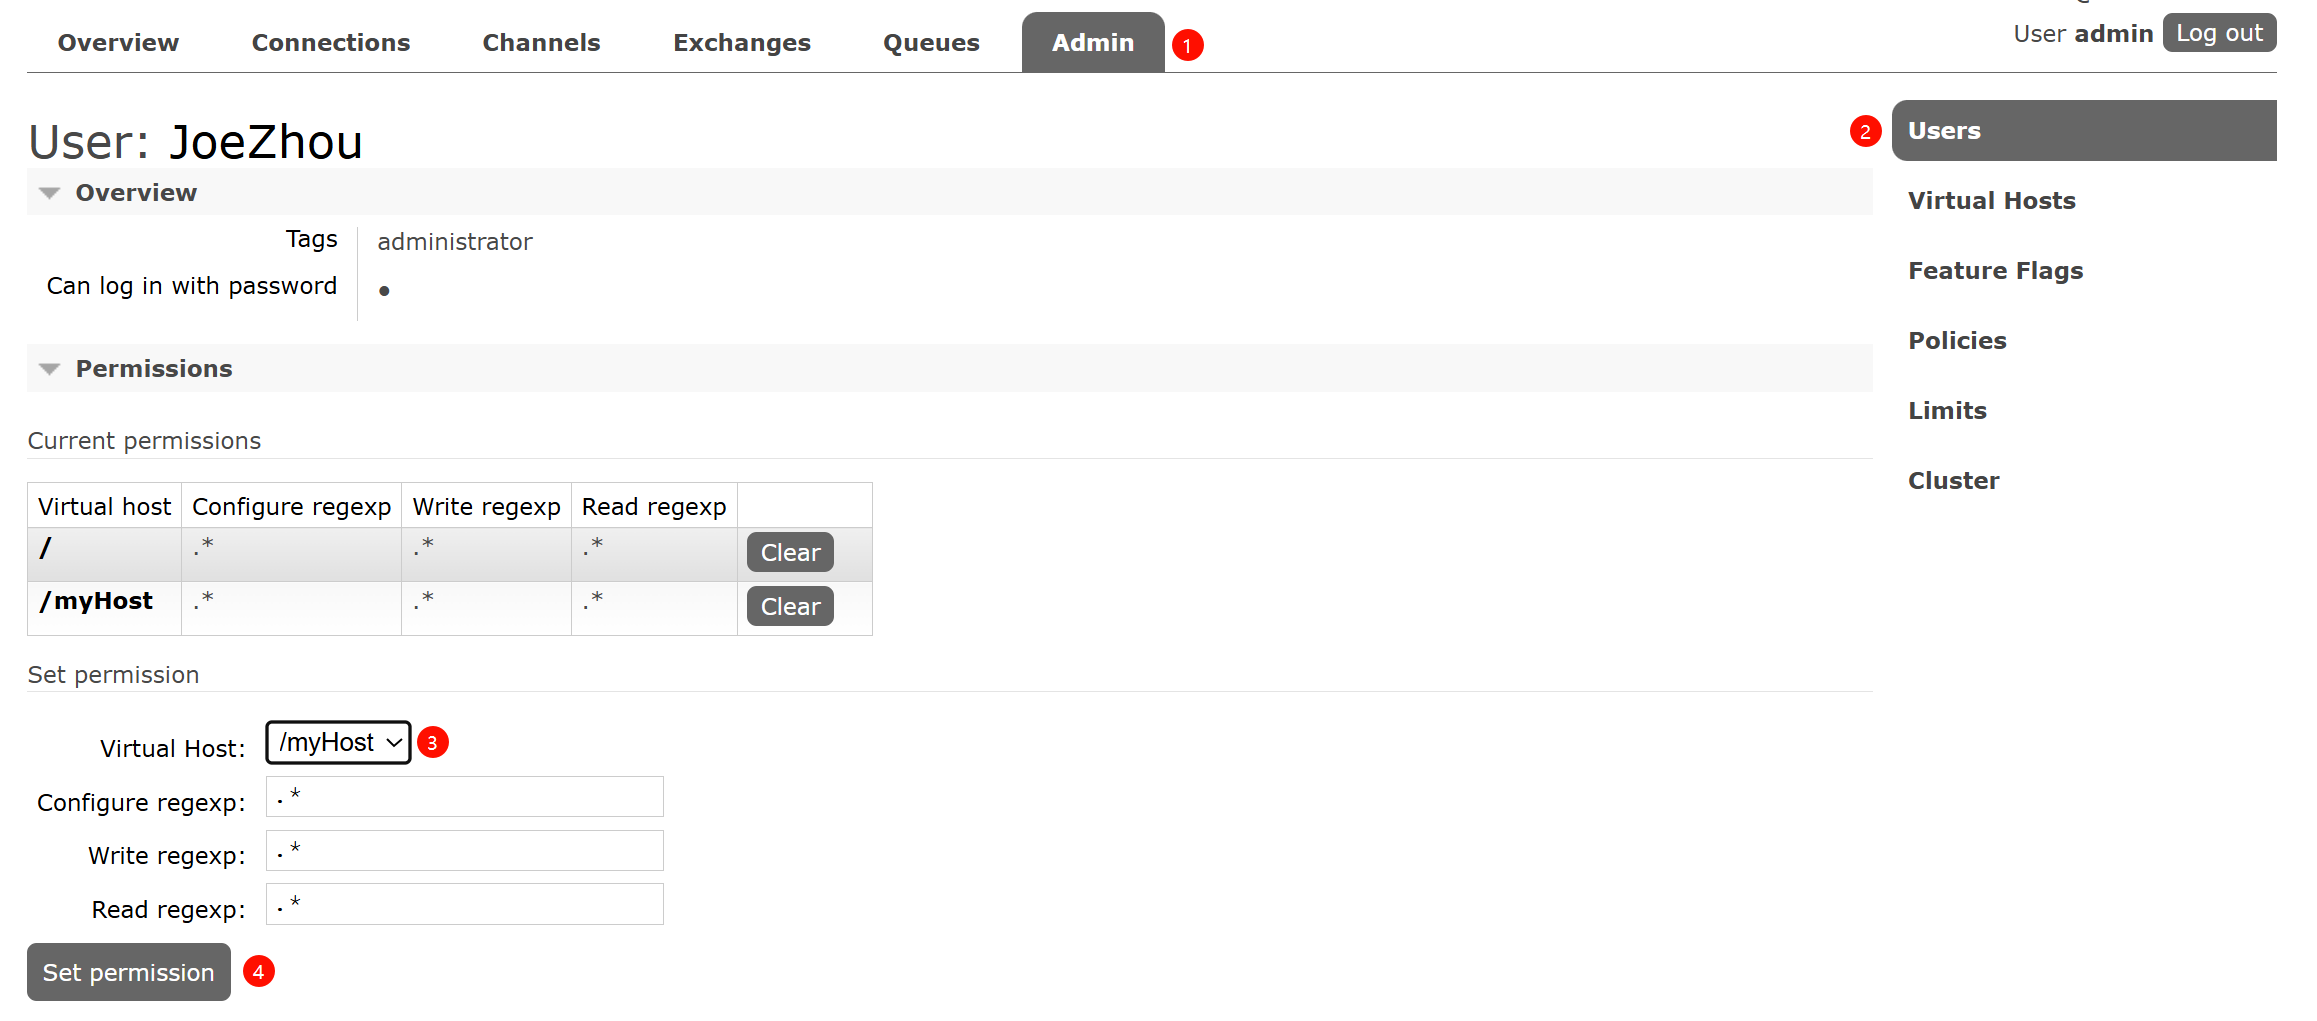 Overview Connections Channels Exchanges Queues Admin 1 User admin Log out
User: JoeZhou
2 Users
Virtual Hosts
Feature Flags
Policies
Limits
Cluster
Overview
Tags administrator
Can log in with password ●
Permissions
Current permissions
Virtual host Configure regexp Write regexp Read regexp
/ .* .* .* Clear
/myHost .* .* .* Clear
Set permission
Virtual Host: /myHost 3
Configure regexp: .*
Write regexp: .*
Read regexp: .*
Set permission 4